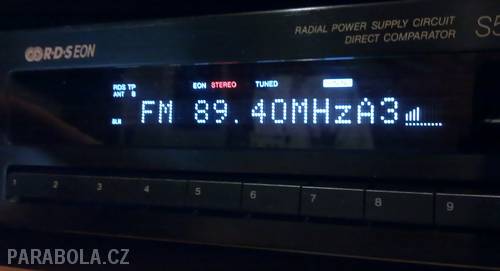 RADIAL POWER SUPPLY CIRCUIT
DIRECT COMPARATOR
S5
R·D·S EON
RDS TP
ANT B
EON STEREO TUNED
FM 89.40MHzA3
1 2 3 4 5 6 7 8 9
PARABOLA.CZ